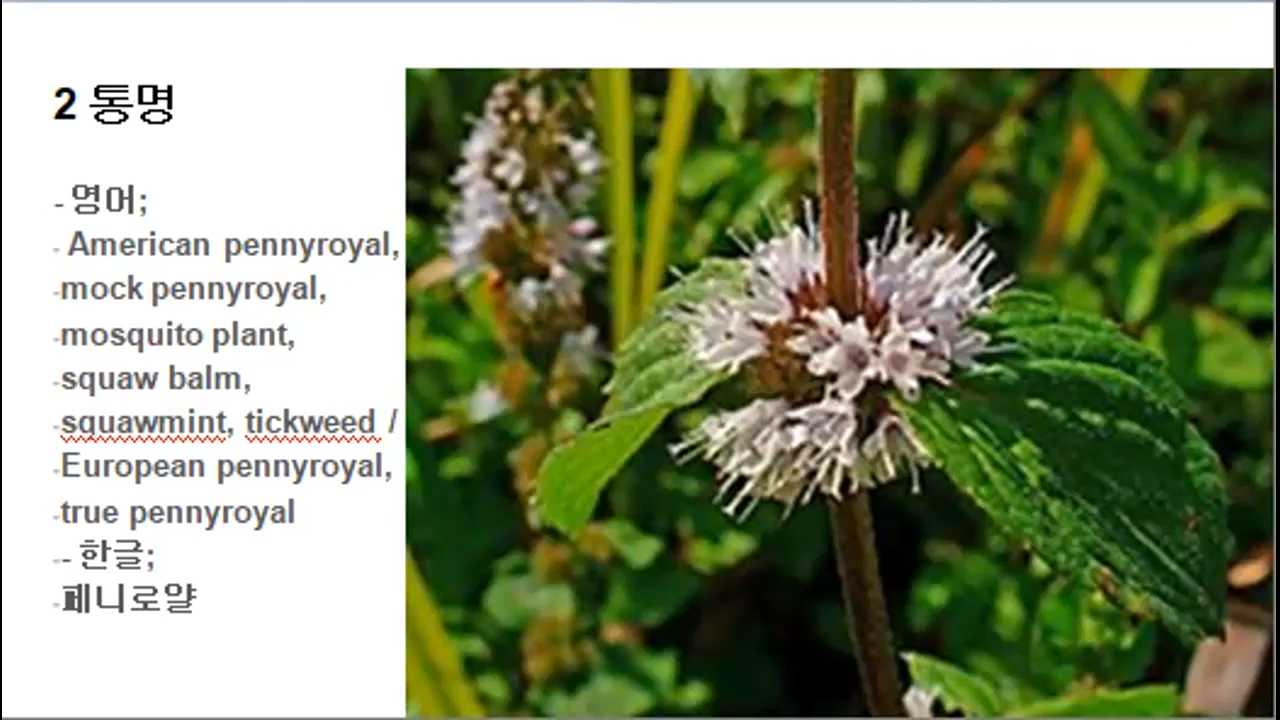 2 통명
- 영어;
- American pennyroyal,
-mock pennyroyal,
-mosquito plant,
-squaw balm,
-squawmint, tickweed /
-European pennyroyal,
-true pennyroyal
-- 한글;
-페니로얄